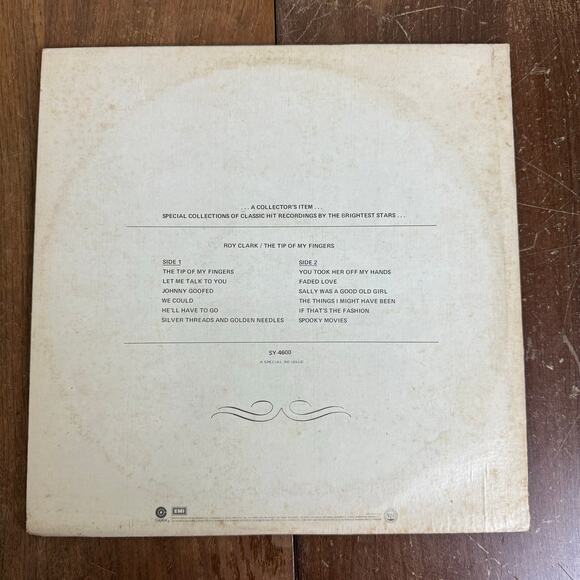 . . . A COLLECTOR'S ITEM . . .
SPECIAL COLLECTIONS OF CLASSIC HIT RECORDINGS BY THE BRIGHTEST STARS . . .
ROY CLARK / THE TIP OF MY FINGERS
SIDE 1
THE TIP OF MY FINGERS
LET ME TALK TO YOU
JOHNNY GOOFED
WE COULD
HE'LL HAVE TO GO
SILVER THREADS AND GOLDEN NEEDLES
SIDE 2
YOU TOOK HER OFF MY HANDS
FADED LOVE
SALLY WAS A GOOD OLD GIRL
THE THINGS I MIGHT HAVE BEEN
IF THAT'S THE FASHION
SPOOKY MOVIES
SY-4600
A SPECIAL RE-ISSUE
EMI